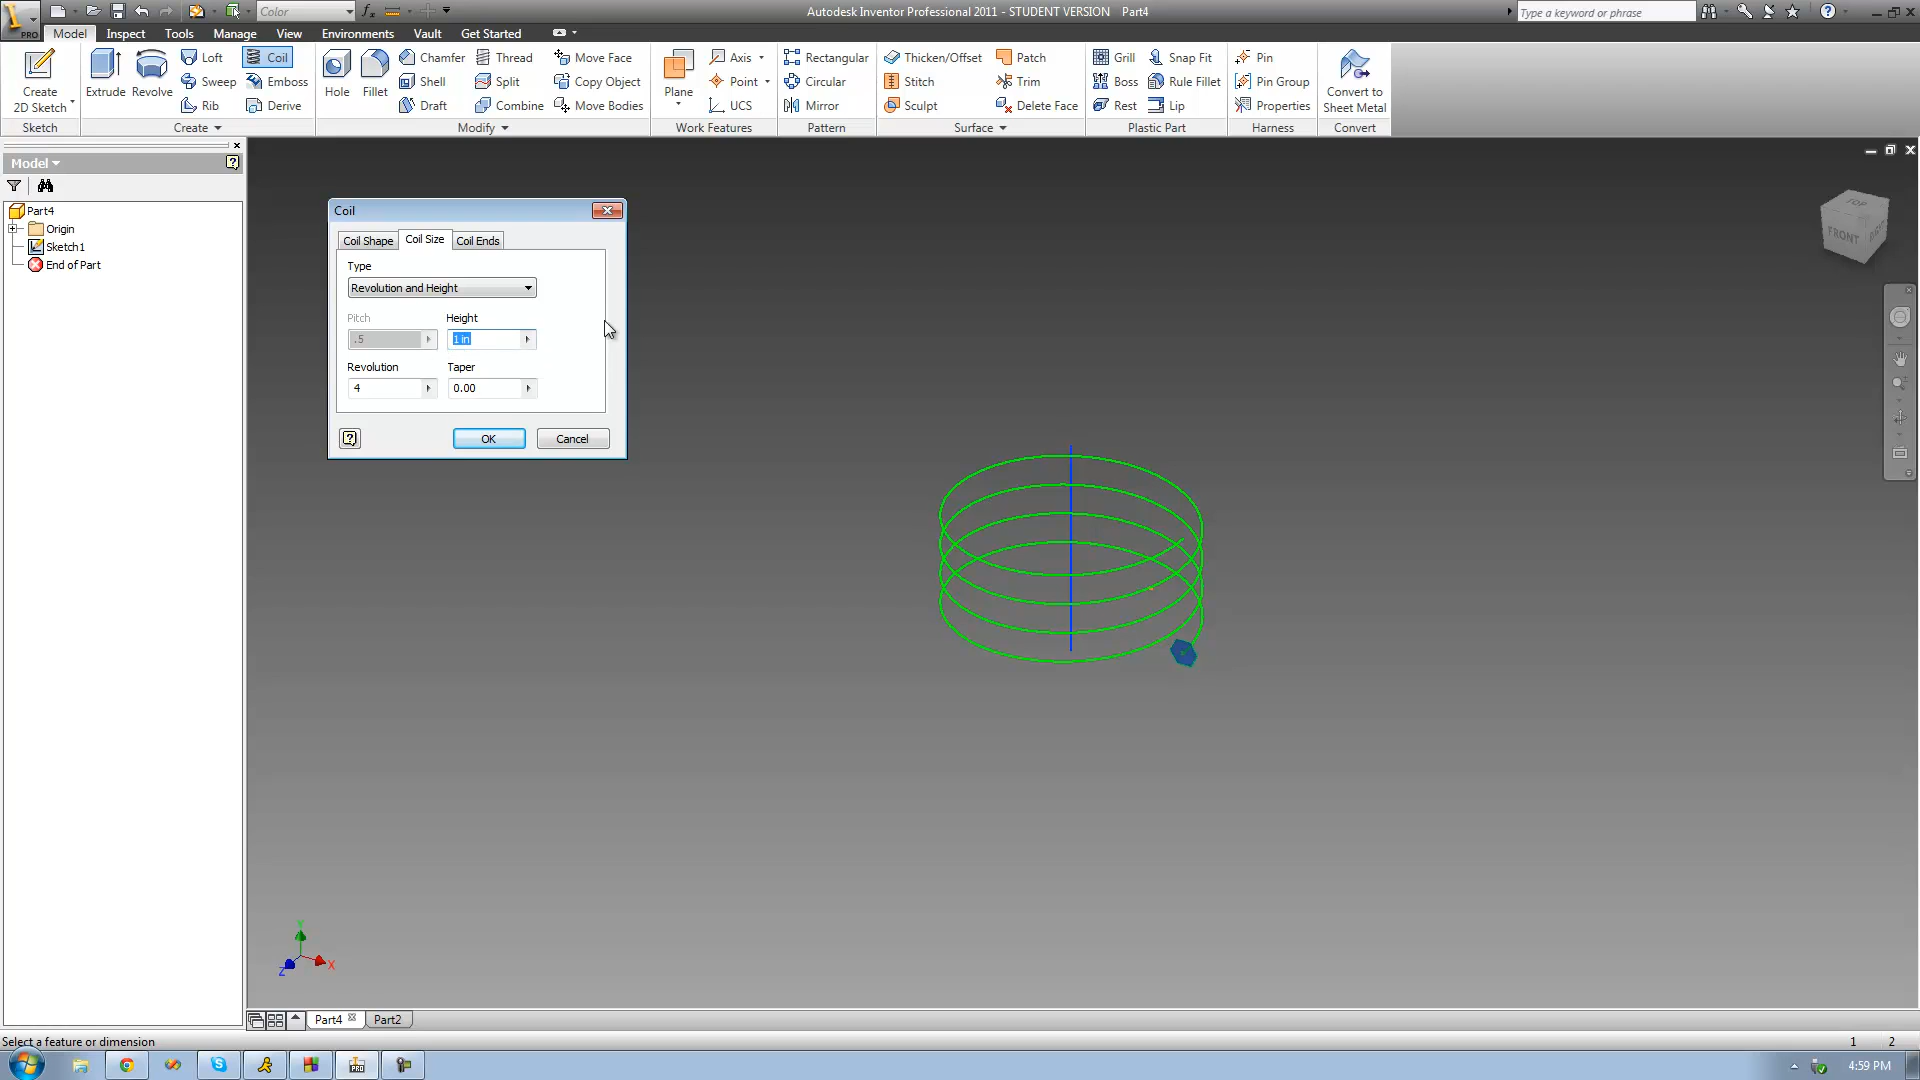 Color
Autodesk Inventor Professional 2011 - STUDENT VERSION Part4
Type a keyword or phrase
PRO
Model Inspect Tools Manage View Environments Vault Get Started
Create
2D Sketch
Extrude Revolve
Loft
Sweep
Rib
Coil
Emboss
Derive
Hole Fillet
Chamfer
Shell
Draft
Thread
Split
Combine
Move Face
Copy Object
Move Bodies
Plane
Axis
Point
UCS
Rectangular
Circular
Mirror
Thicken/Offset
Stitch
Sculpt
Patch
Trim
Delete Face
Grill
Boss
Rest
Snap Fit
Rule Fillet
Lip
Pin
Pin Group
Properties
Convert to
Sheet Metal
Sketch Create Modify Work Features Pattern Surface Plastic Part Harness Convert
Model
Part4
Origin
Sketch1
End of Part
Coil
Coil Shape Coil Size Coil Ends
Type
Revolution and Height
Pitch Height
.5 1 in
Revolution Taper
4 0.00
OK Cancel
TOP
FRONT RIGHT
Y
X
Z
Part4 Part2
Select a feature or dimension
1 2
PRO
4:59 PM